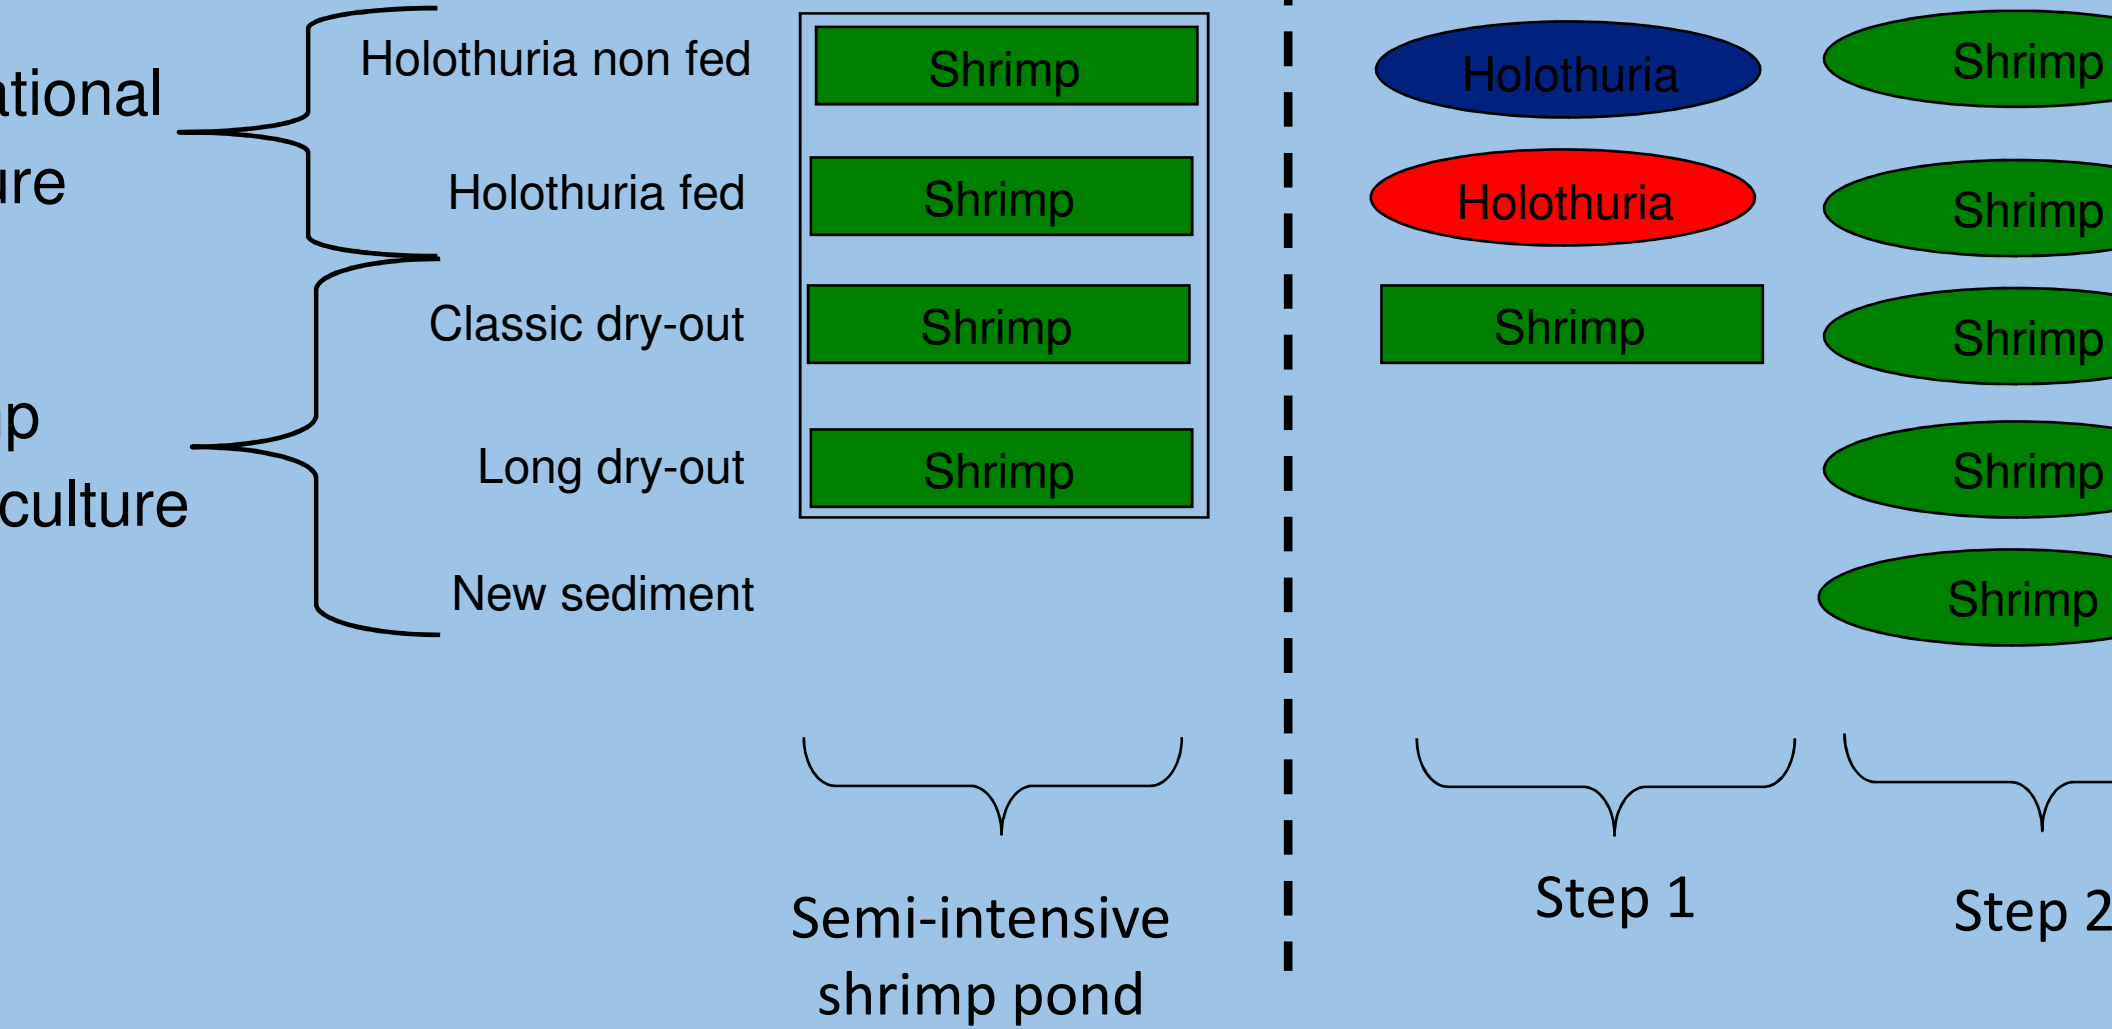 Holothuria non fed Shrimp Holothuria Shrimp
ational
ure
Holothuria fed Shrimp Holothuria Shrimp
Classic dry-out Shrimp Shrimp Shrimp
p
culture
Long dry-out Shrimp Shrimp
New sediment Shrimp
Semi-intensive
shrimp pond
Step 1
Step 2